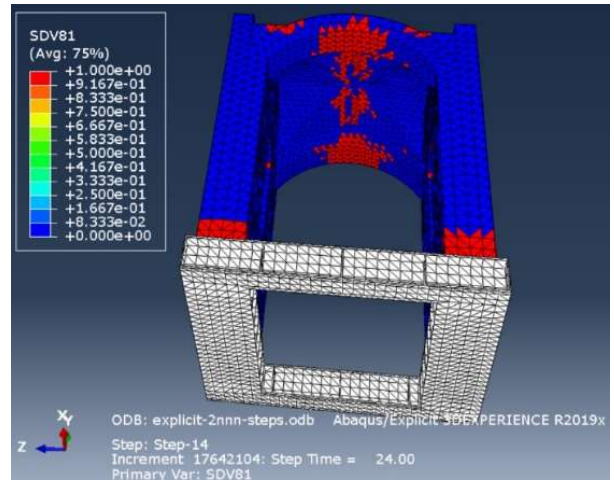 SDV81
(Avg: 75%)
+1.000e+00
+9.167e-01
+8.333e-01
+7.500e-01
+6.667e-01
+5.833e-01
+5.000e-01
+4.167e-01
+3.333e-01
+2.500e-01
+1.667e-01
+8.333e-02
+0.000e+00
X
Y
Z
ODB: explicit-2nnn-steps.odb Abaqus/Explicit 3DEXPERIENCE R2019x
Step: Step-14
Increment 17642104: Step Time = 24.00
Primary Var: SDV81